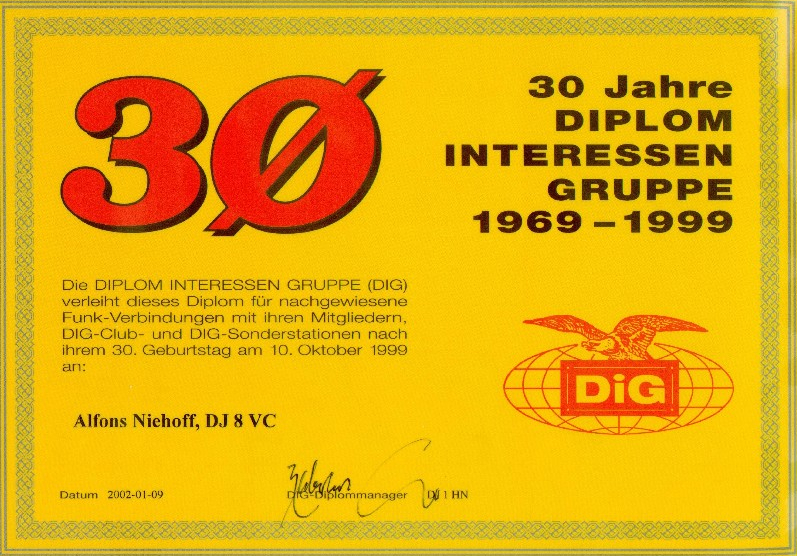 3Ø
30 Jahre
DIPLOM
INTERESSEN
GRUPPE
1969 – 1999
Die DIPLOM INTERESSEN GRUPPE (DIG)
verleiht dieses Diplom für nachgewiesene
Funk-Verbindungen mit ihren Mitgliedern,
DIG-Club- und DIG-Sonderstationen nach
ihrem 30. Geburtstag am 10. Oktober 1999
an:
DiG
Alfons Niehoff, DJ 8 VC
Datum 2002-01-09 DIG-Diplommanager DJ 1 HN